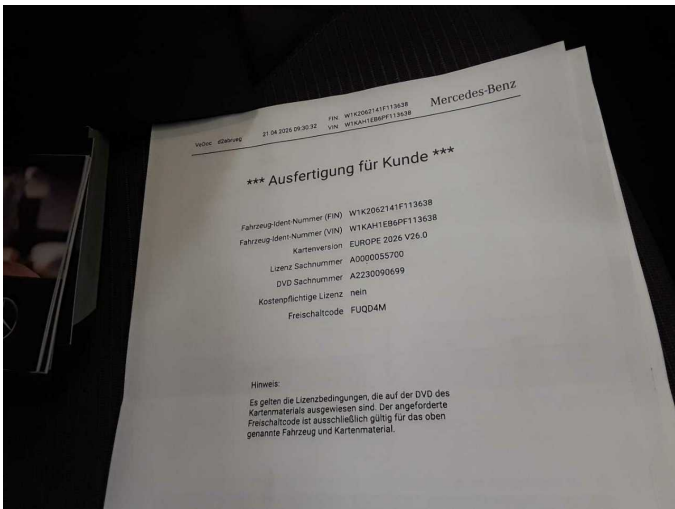 VeDoc d2ebrueg 21.04.2026 09:30:32 FIN W1K2062141F113638 Mercedes-Benz
VIN W1KAH1EB6PF113638
*** Ausfertigung für Kunde ***
Fahrzeug-Ident-Nummer (FIN) W1K2062141F113638
Fahrzeug-Ident-Nummer (VIN) W1KAH1EB6PF113638
Kartenversion EUROPE 2026 V26.0
Lizenz Sachnummer A0000055700
DVD Sachnummer A2230090699
Kostenpflichtige Lizenz nein
Freischaltcode FUQD4M
Hinweis:
Es gelten die Lizenzbedingungen, die auf der DVD des
Kartenmaterials ausgewiesen sind. Der angeforderte
Freischaltcode ist ausschließlich gültig für das oben
genannte Fahrzeug und Kartenmaterial.